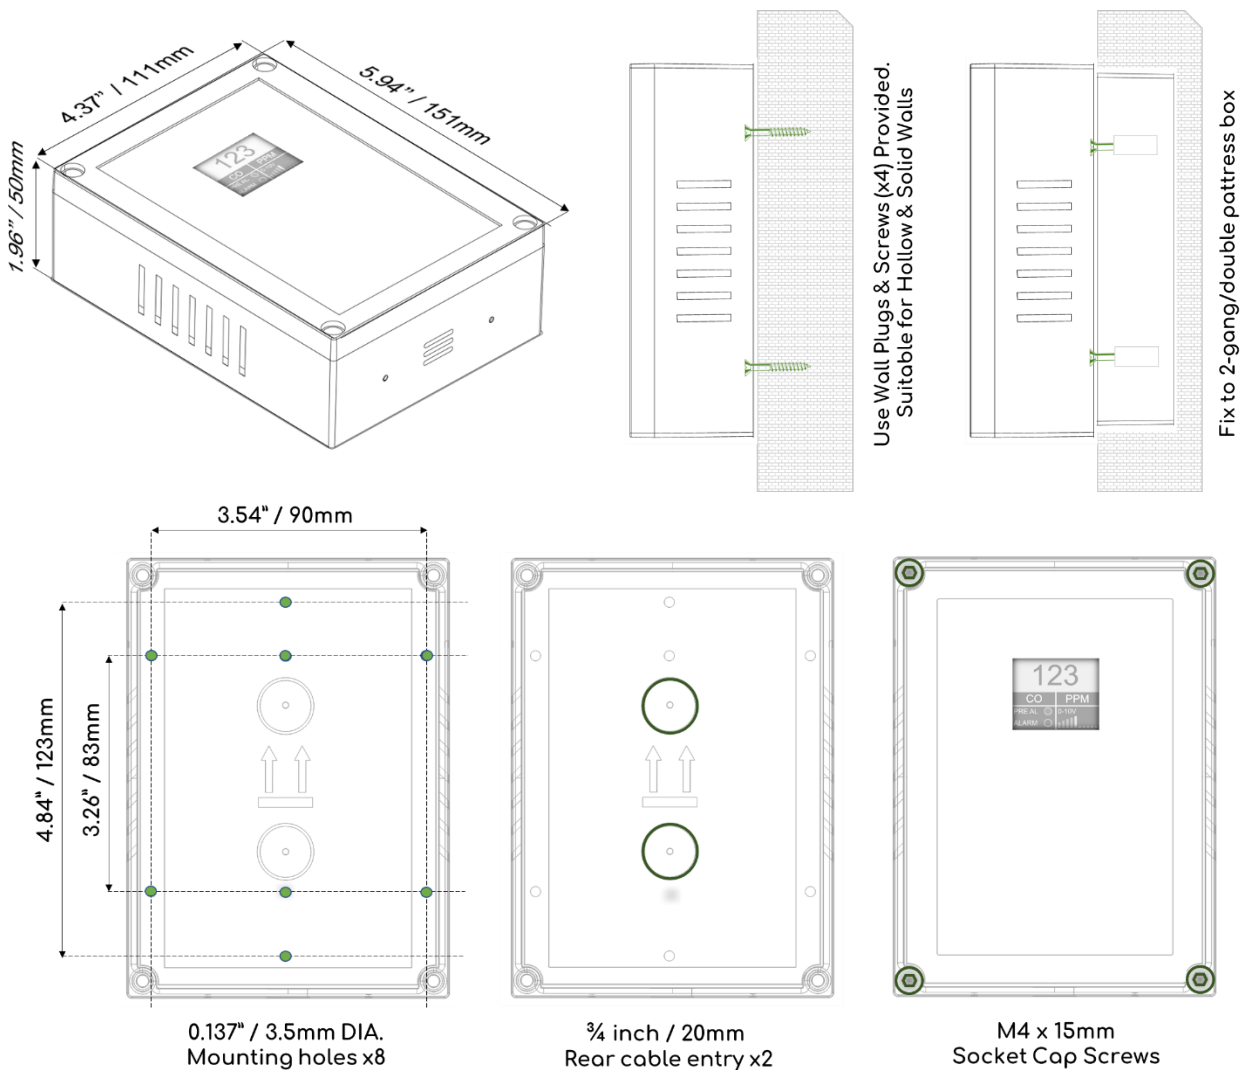 4.37” / 111mm
5.94” / 151mm
1.96” / 50mm
123
CO PPM
Use Wall Plugs & Screws (x4) Provided.
Suitable for Hollow & Solid Walls
Fix to 2-gang/double pattress box
3.54” / 90mm
4.84” / 123mm
3.26” / 83mm
0.137” / 3.5mm DIA.
Mounting holes x8
¾ inch / 20mm
Rear cable entry x2
123
CO PPM
PRE AL 0-10V
ALARM
M4 x 15mm
Socket Cap Screws